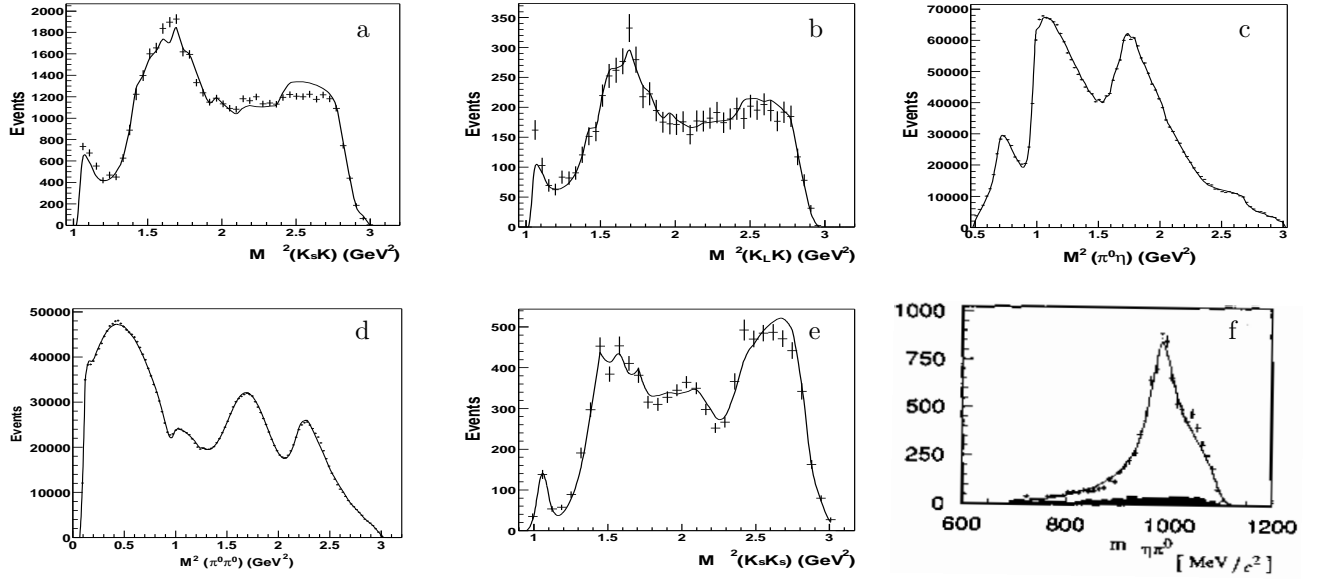 a
Events
2000
1800
1600
1400
1200
1000
800
600
400
200
0
1 1.5 2 2.5 3
M ²(KsK) (GeV²)
b
Events
350
300
250
200
150
100
50
0
1 1.5 2 2.5 3
M ²(K_LK) (GeV²)
c
Events
70000
60000
50000
40000
30000
20000
10000
0
0.5 1 1.5 2 2.5 3
M² (π⁰η) (GeV²)
d
Events
50000
40000
30000
20000
10000
0
0 0.5 1 1.5 2 2.5 3
M² (π⁰π⁰) (GeV²)
e
Events
500
400
300
200
100
0
1 1.5 2 2.5 3
M ²(KsKs) (GeV²)
f
1000
750
500
250
0
600 800 1000 1200
m ηπ⁰
[ MeV/c² ]